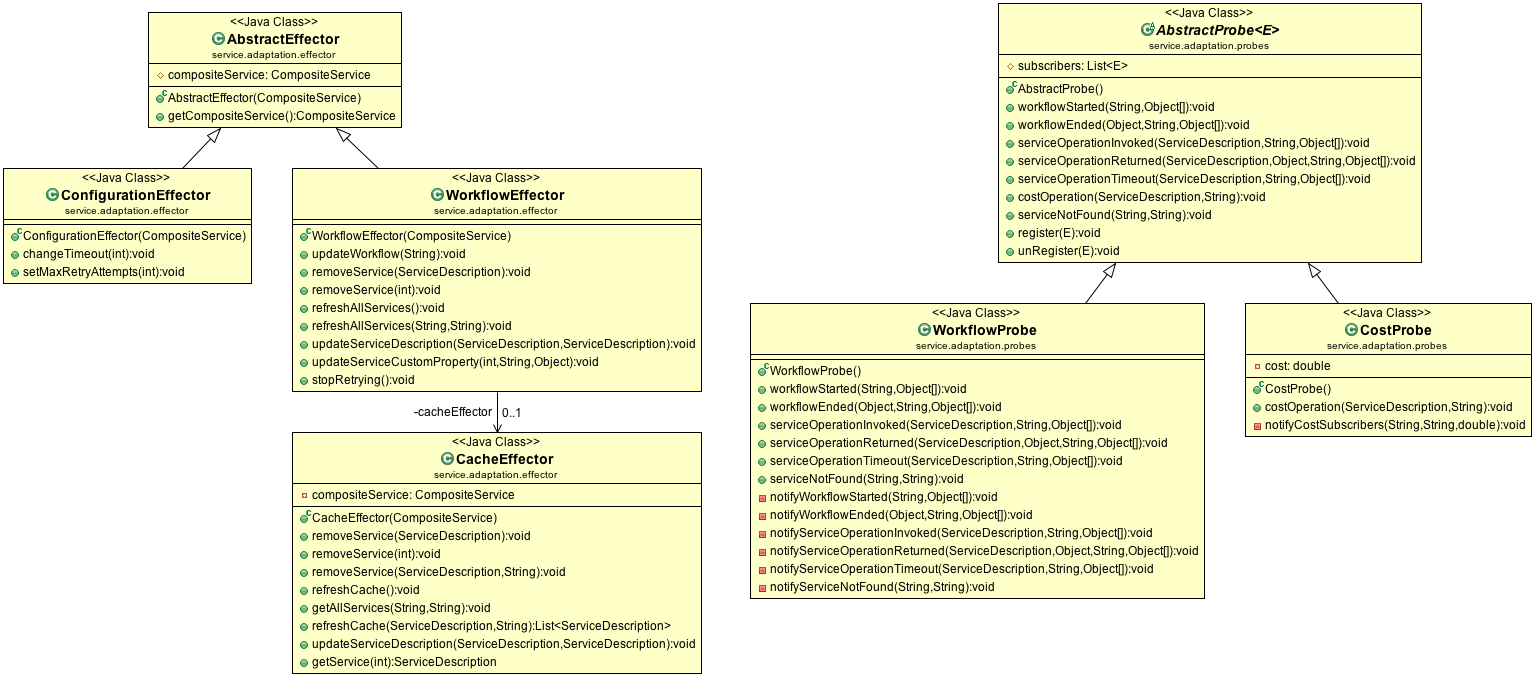 <<Java Class>>
AbstractEffector
service.adaptation.effector
compositeService: CompositeService
AbstractEffector(CompositeService)
getCompositeService():CompositeService
<<Java Class>>
ConfigurationEffector
service.adaptation.effector
ConfigurationEffector(CompositeService)
changeTimeout(int):void
setMaxRetryAttempts(int):void
<<Java Class>>
WorkflowEffector
service.adaptation.effector
WorkflowEffector(CompositeService)
updateWorkflow(String):void
removeService(ServiceDescription):void
removeService(int):void
refreshAllServices():void
refreshAllServices(String,String):void
updateServiceDescription(ServiceDescription,ServiceDescription):void
updateServiceCustomProperty(int,String,Object):void
stopRetrying():void
-cacheEffector 0..1
<<Java Class>>
CacheEffector
service.adaptation.effector
compositeService: CompositeService
CacheEffector(CompositeService)
removeService(ServiceDescription):void
removeService(int):void
removeService(ServiceDescription,String):void
refreshCache():void
getAllServices(String,String):void
refreshCache(ServiceDescription,String):List<ServiceDescription>
updateServiceDescription(ServiceDescription,ServiceDescription):void
getService(int):ServiceDescription
<<Java Class>>
AbstractProbe<E>
service.adaptation.probes
subscribers: List<E>
AbstractProbe()
workflowStarted(String,Object[]):void
workflowEnded(Object,String,Object[]):void
serviceOperationInvoked(ServiceDescription,String,Object[]):void
serviceOperationReturned(ServiceDescription,Object,String,Object[]):void
serviceOperationTimeout(ServiceDescription,String,Object[]):void
costOperation(ServiceDescription,String):void
serviceNotFound(String,String):void
register(E):void
unRegister(E):void
<<Java Class>>
WorkflowProbe
service.adaptation.probes
WorkflowProbe()
workflowStarted(String,Object[]):void
workflowEnded(Object,String,Object[]):void
serviceOperationInvoked(ServiceDescription,String,Object[]):void
serviceOperationReturned(ServiceDescription,Object,String,Object[]):void
serviceOperationTimeout(ServiceDescription,String,Object[]):void
serviceNotFound(String,String):void
notifyWorkflowStarted(String,Object[]):void
notifyWorkflowEnded(Object,String,Object[]):void
notifyServiceOperationInvoked(ServiceDescription,String,Object[]):void
notifyServiceOperationReturned(ServiceDescription,Object,String,Object[]):void
notifyServiceOperationTimeout(ServiceDescription,String,Object[]):void
notifyServiceNotFound(String,String):void
<<Java Class>>
CostProbe
service.adaptation.probes
cost: double
CostProbe()
costOperation(ServiceDescription,String):void
notifyCostSubscribers(String,String,double):void